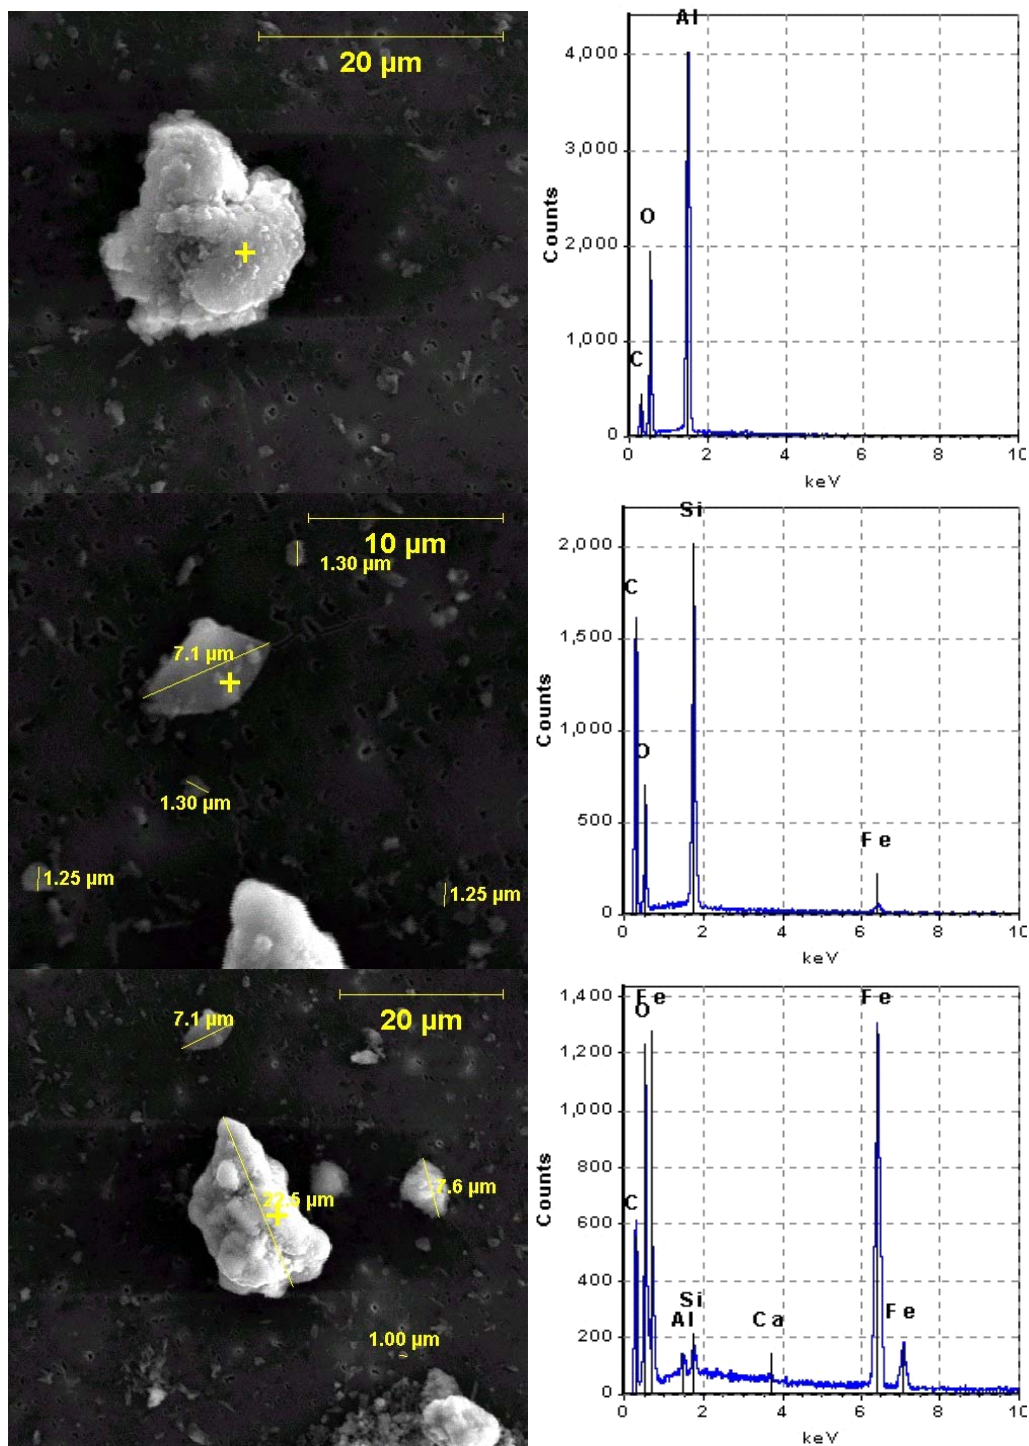 20 µm
Al
4,000
3,000
O
2,000
Counts
1,000
C
0
0 2 4 6 8 10
keV
10 µm
1.30 µm
7.1 µm
1.30 µm
1.25 µm
1.25 µm
Si
2,000
C
1,500
Counts
1,000
O
500
Fe
0
0 2 4 6 8 10
keV
20 µm
7.1 µm
7.6 µm
22.5 µm
1.00 µm
1,400
Fe
O
Fe
1,200
1,000
800
Counts
600
C
400
Si
Al
Ca
Fe
200
0
0 2 4 6 8 10
keV